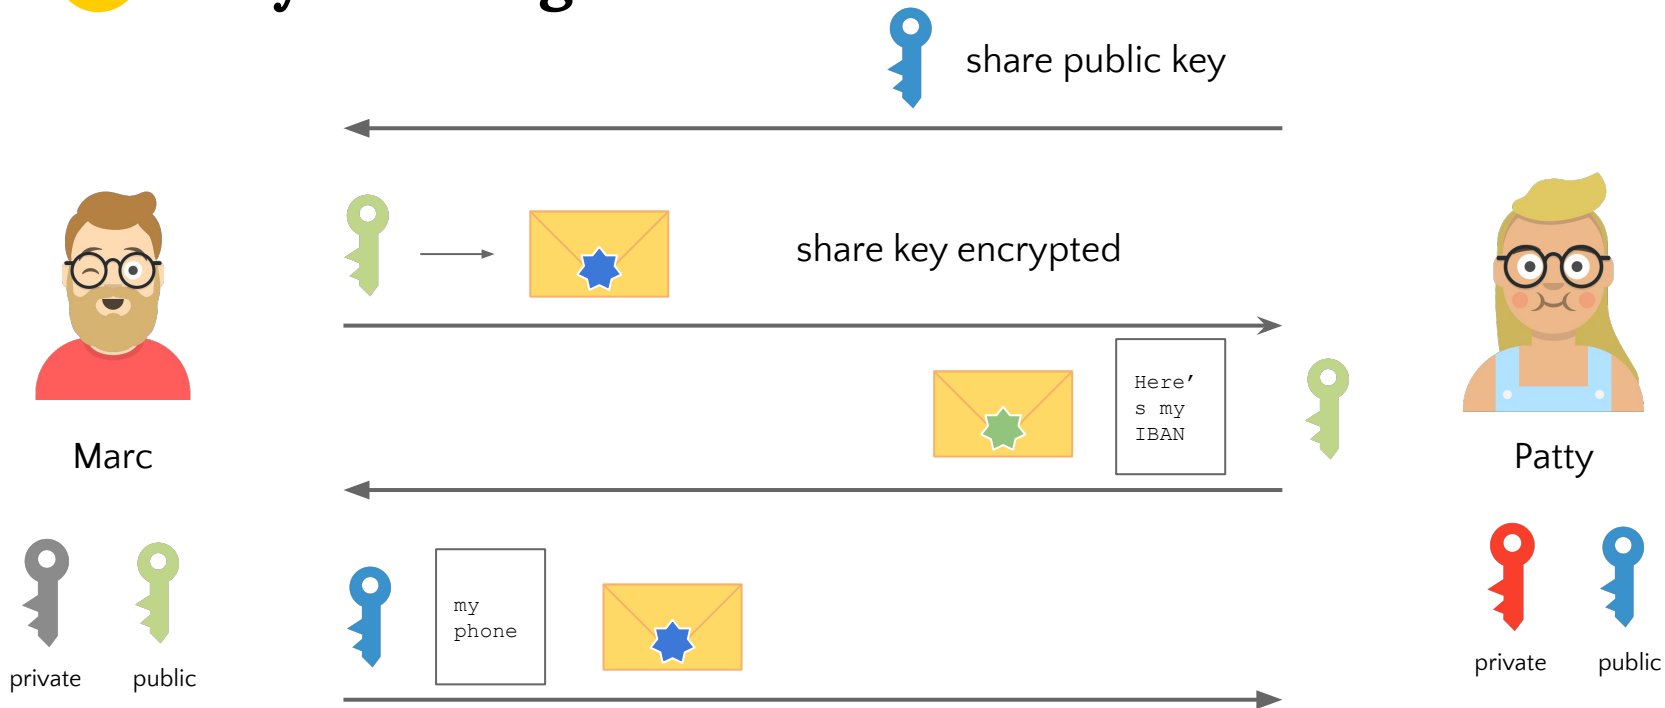 share public key
share key encrypted
Here’
s my
IBAN
Marc
Patty
my
phone
private
public
private
public